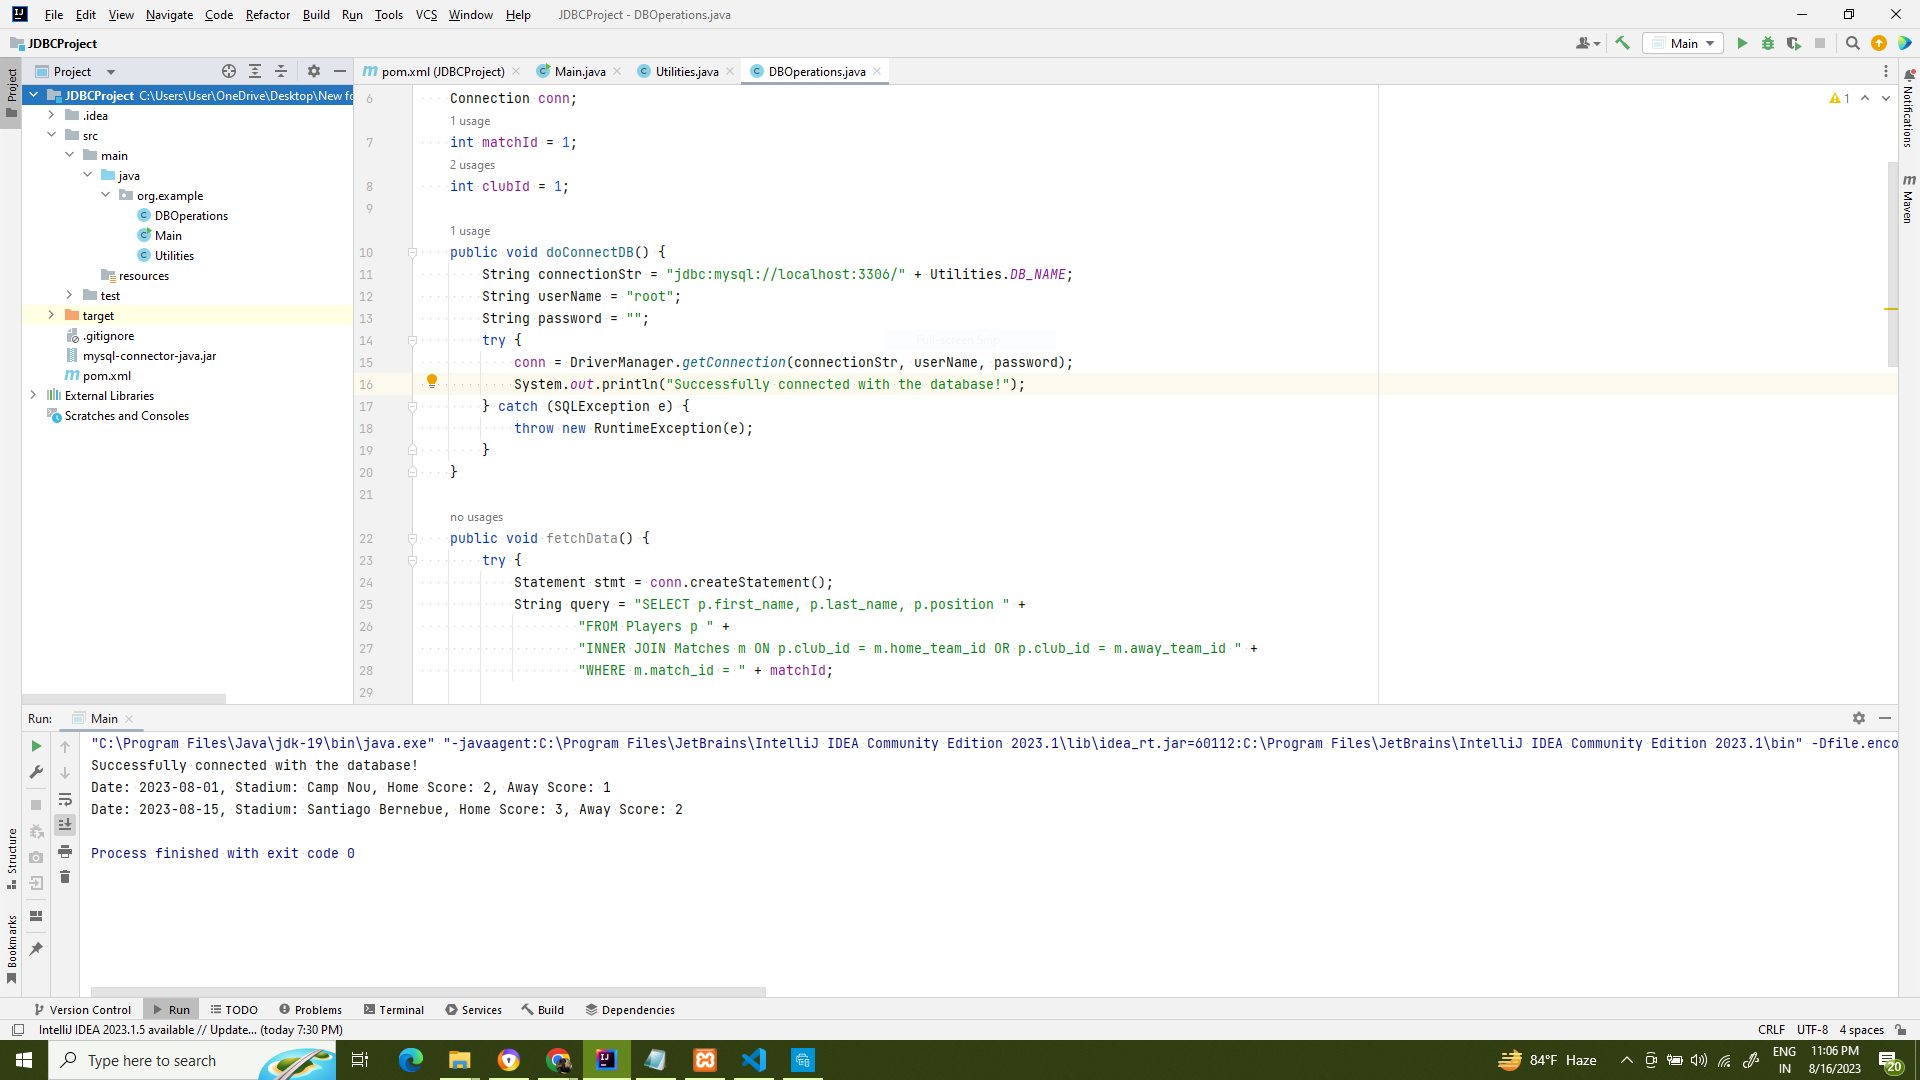 File Edit View Navigate Code Refactor Build Run Tools VCS Window Help JDBCProject - DBOperations.java
JDBCProject
Main
Project
pom.xml (JDBCProject) Main.java Utilities.java DBOperations.java
JDBCProject C:\Users\User\OneDrive\Desktop\New fo
.idea
src
main
java
org.example
DBOperations
Main
Utilities
resources
test
target
.gitignore
mysql-connector-java.jar
pom.xml
External Libraries
Scratches and Consoles
Project
Structure
Bookmarks
1
6 Connection conn;
1 usage
7 int matchId = 1;
2 usages
8 int clubId = 1;
9
1 usage
10 public void doConnectDB() {
11 String connectionStr = "jdbc:mysql://localhost:3306/" + Utilities.DB_NAME;
12 String userName = "root";
13 String password = "";
14 try {
15 conn = DriverManager.getConnection(connectionStr, userName, password);
16 System.out.println("Successfully connected with the database!");
17 } catch (SQLException e) {
18 throw new RuntimeException(e);
19 }
20 }
21
no usages
22 public void fetchData() {
23 try {
24 Statement stmt = conn.createStatement();
25 String query = "SELECT p.first_name, p.last_name, p.position " +
26 "FROM Players p " +
27 "INNER JOIN Matches m ON p.club_id = m.home_team_id OR p.club_id = m.away_team_id " +
28 "WHERE m.match_id = " + matchId;
29
Notifications
Maven
Run: Main
"C:\Program Files\Java\jdk-19\bin\java.exe" "-javaagent:C:\Program Files\JetBrains\IntelliJ IDEA Community Edition 2023.1\lib\idea_rt.jar=60112:C:\Program Files\JetBrains\IntelliJ IDEA Community Edition 2023.1\bin" -Dfile.enco
Successfully connected with the database!
Date: 2023-08-01, Stadium: Camp Nou, Home Score: 2, Away Score: 1
Date: 2023-08-15, Stadium: Santiago Bernebue, Home Score: 3, Away Score: 2
Process finished with exit code 0
Version Control Run TODO Problems Terminal Services Build Dependencies
IntelliJ IDEA 2023.1.5 available // Update... (today 7:30 PM) CRLF UTF-8 4 spaces
Type here to search
84°F Haze
ENG
IN
11:06 PM
8/16/2023
20